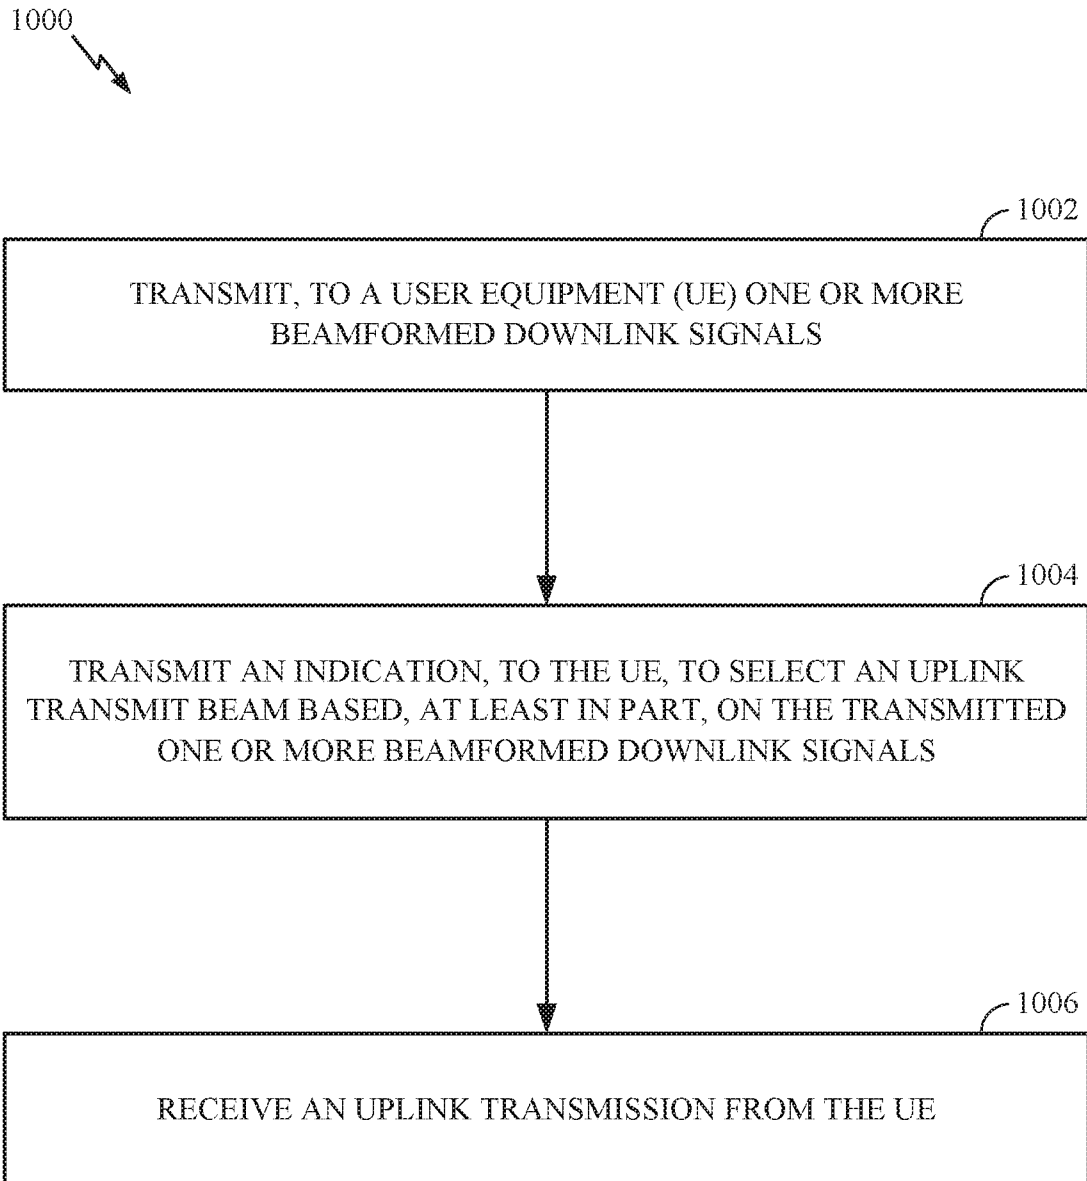 1000
1002
TRANSMIT, TO A USER EQUIPMENT (UE) ONE OR MORE
BEAMFORMED DOWNLINK SIGNALS
1004
TRANSMIT AN INDICATION, TO THE UE, TO SELECT AN UPLINK
TRANSMIT BEAM BASED, AT LEAST IN PART, ON THE TRANSMITTED
ONE OR MORE BEAMFORMED DOWNLINK SIGNALS
1006
RECEIVE AN UPLINK TRANSMISSION FROM THE UE